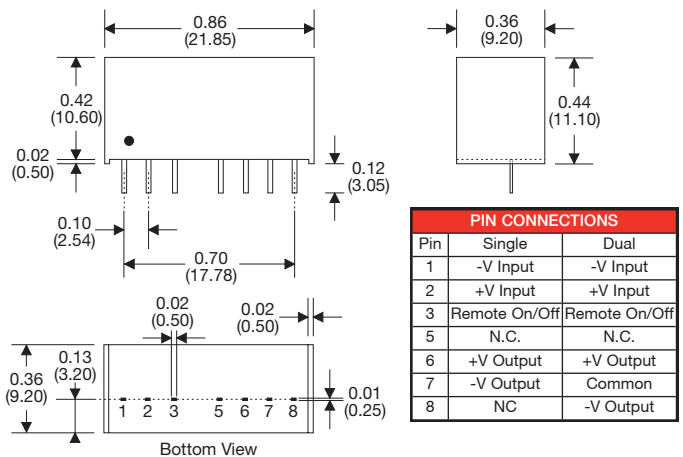 0.86
(21.85)
0.36
(9.20)
0.42
(10.60)
0.44
(11.10)
0.02
(0.50)
0.12
(3.05)
0.10
(2.54)
0.70
(17.78)
PIN CONNECTIONS
Pin Single Dual
1 -V Input -V Input
2 +V Input +V Input
3 Remote On/Off Remote On/Off
5 N.C. N.C.
6 +V Output +V Output
7 -V Output Common
8 NC -V Output
0.02
(0.50)
0.02
(0.50)
0.13
(3.20)
0.36
(9.20)
0.01
(0.25)
1 2 3 5 6 7 8
Bottom View